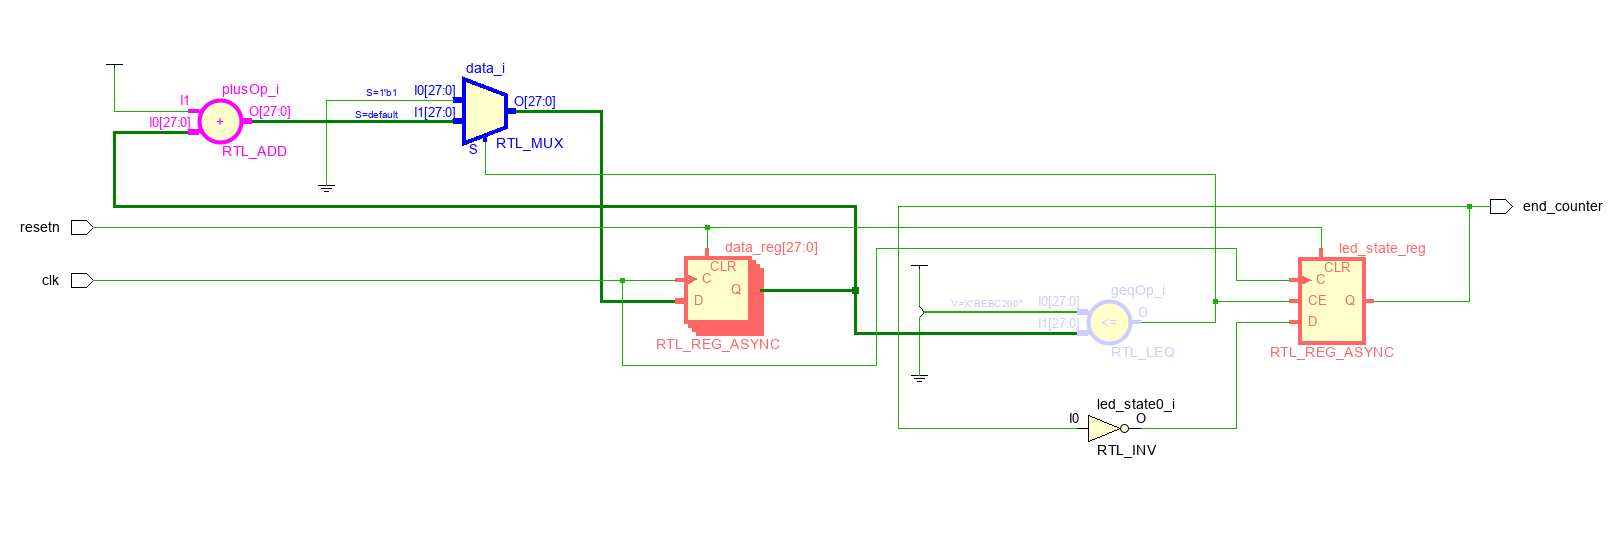 data_i
plusOp_i
I1
O[27:0]
I0[27:0]
+
RTL_ADD
S=1'b1
I0[27:0]
S=default
I1[27:0]
O[27:0]
S
RTL_MUX
resetn
clk
data_reg[27:0]
CLR
C
Q
D
RTL_REG_ASYNC
geqOp_i
V=X"BEBC200"
I0[27:0]
O
I1[27:0]
<=
RTL_LEQ
led_state_reg
CLR
C
CE
Q
D
RTL_REG_ASYNC
end_counter
led_state0_i
I0
O
RTL_INV